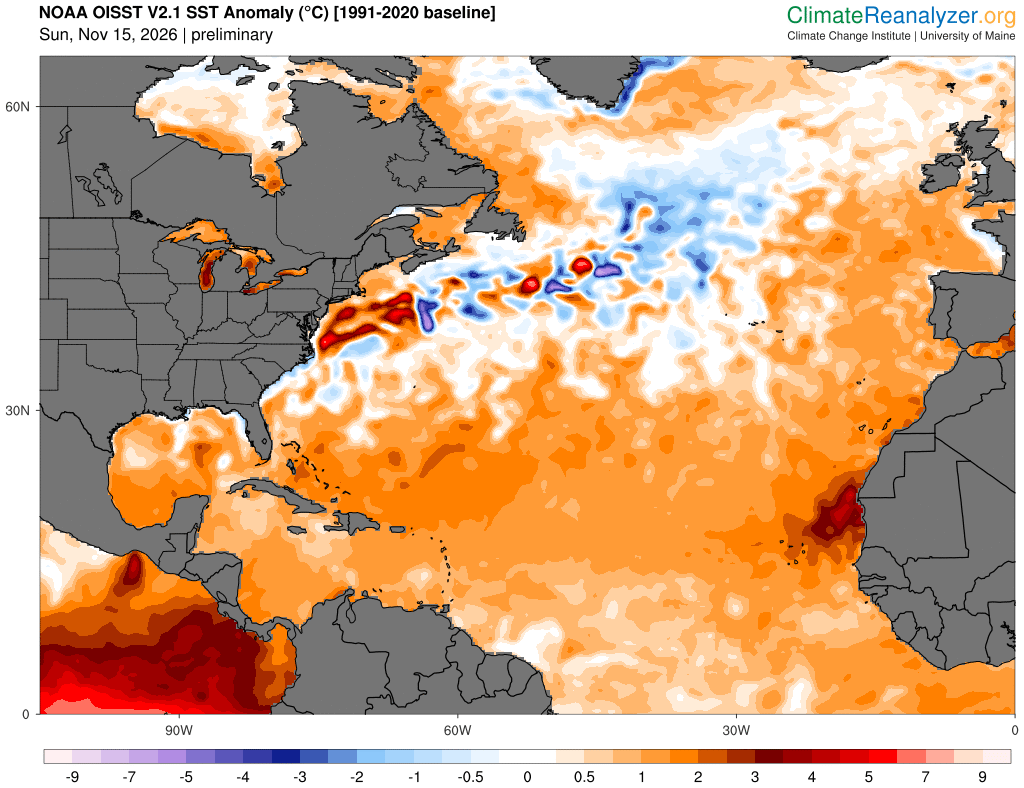 NOAA OISST V2.1 SST Anomaly (°C) [1991-2020 baseline]
Sun, Nov 15, 2026 | preliminary
ClimateReanalyzer.org
Climate Change Institute | University of Maine
60N
30N
0
90W
60W
30W
0
-9
-7
-5
-4
-3
-2
-1
-0.5
0
0.5
1
2
3
4
5
7
9